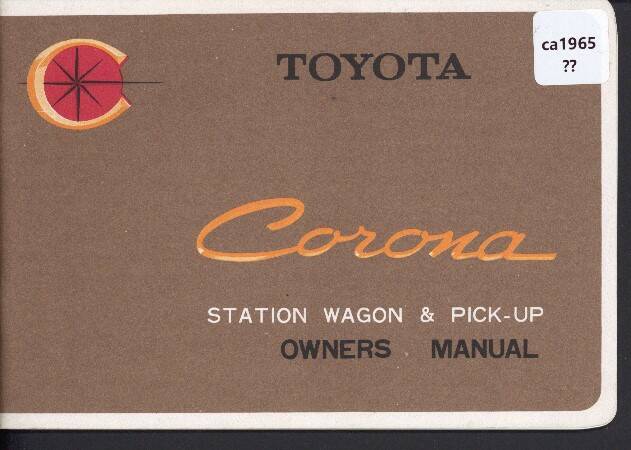 ca1965
??
TOYOTA
Corona
STATION WAGON & PICK-UP
OWNERS MANUAL